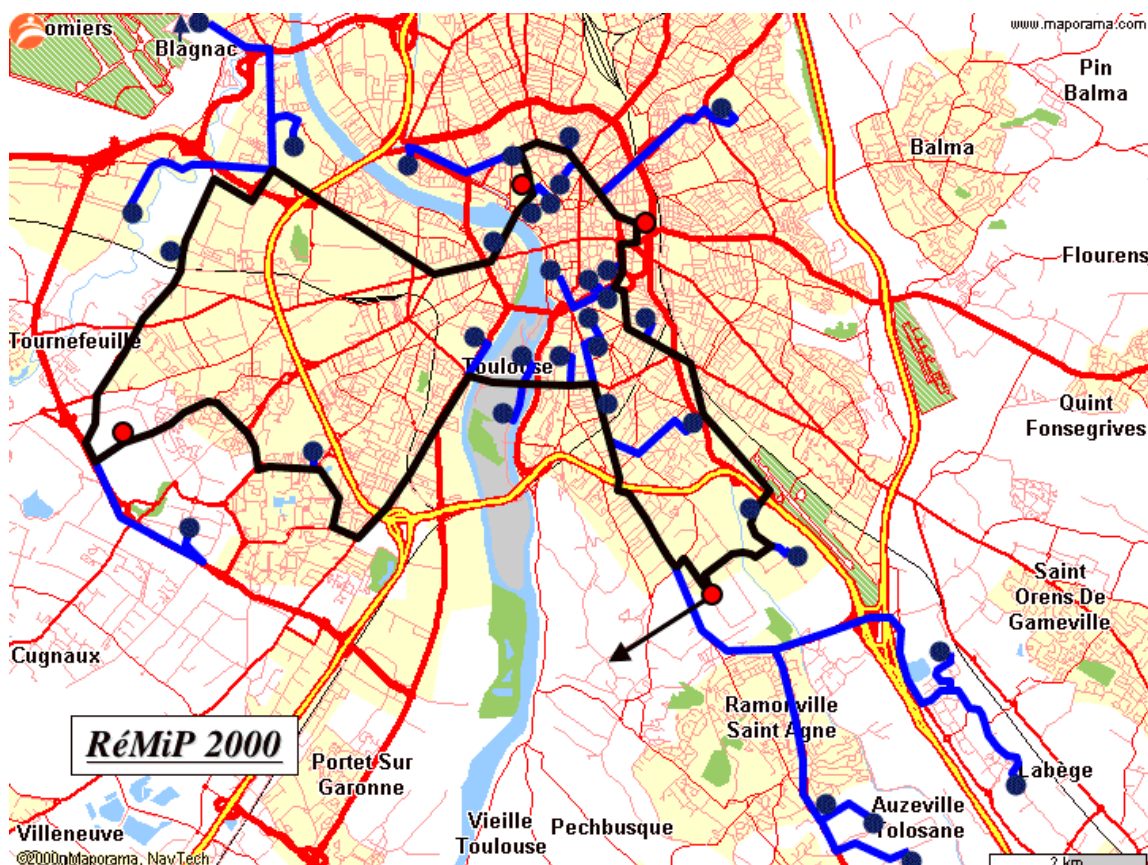 omiers
www.maporama.com
Blagnac
Pin
Balma
Balma
Flourens
Tournefeuille
Toulouse
Quint
Fonsegrives
Saint
Orens De
Gameville
Cugnaux
Ramonville
Saint Agne
RéMiP 2000
Portet Sur
Garonne
Labège
Auzeville
Tolosane
Villeneuve
Vieille
Toulouse
Pechbusque
©2000 Maporama, NavTech
2 km